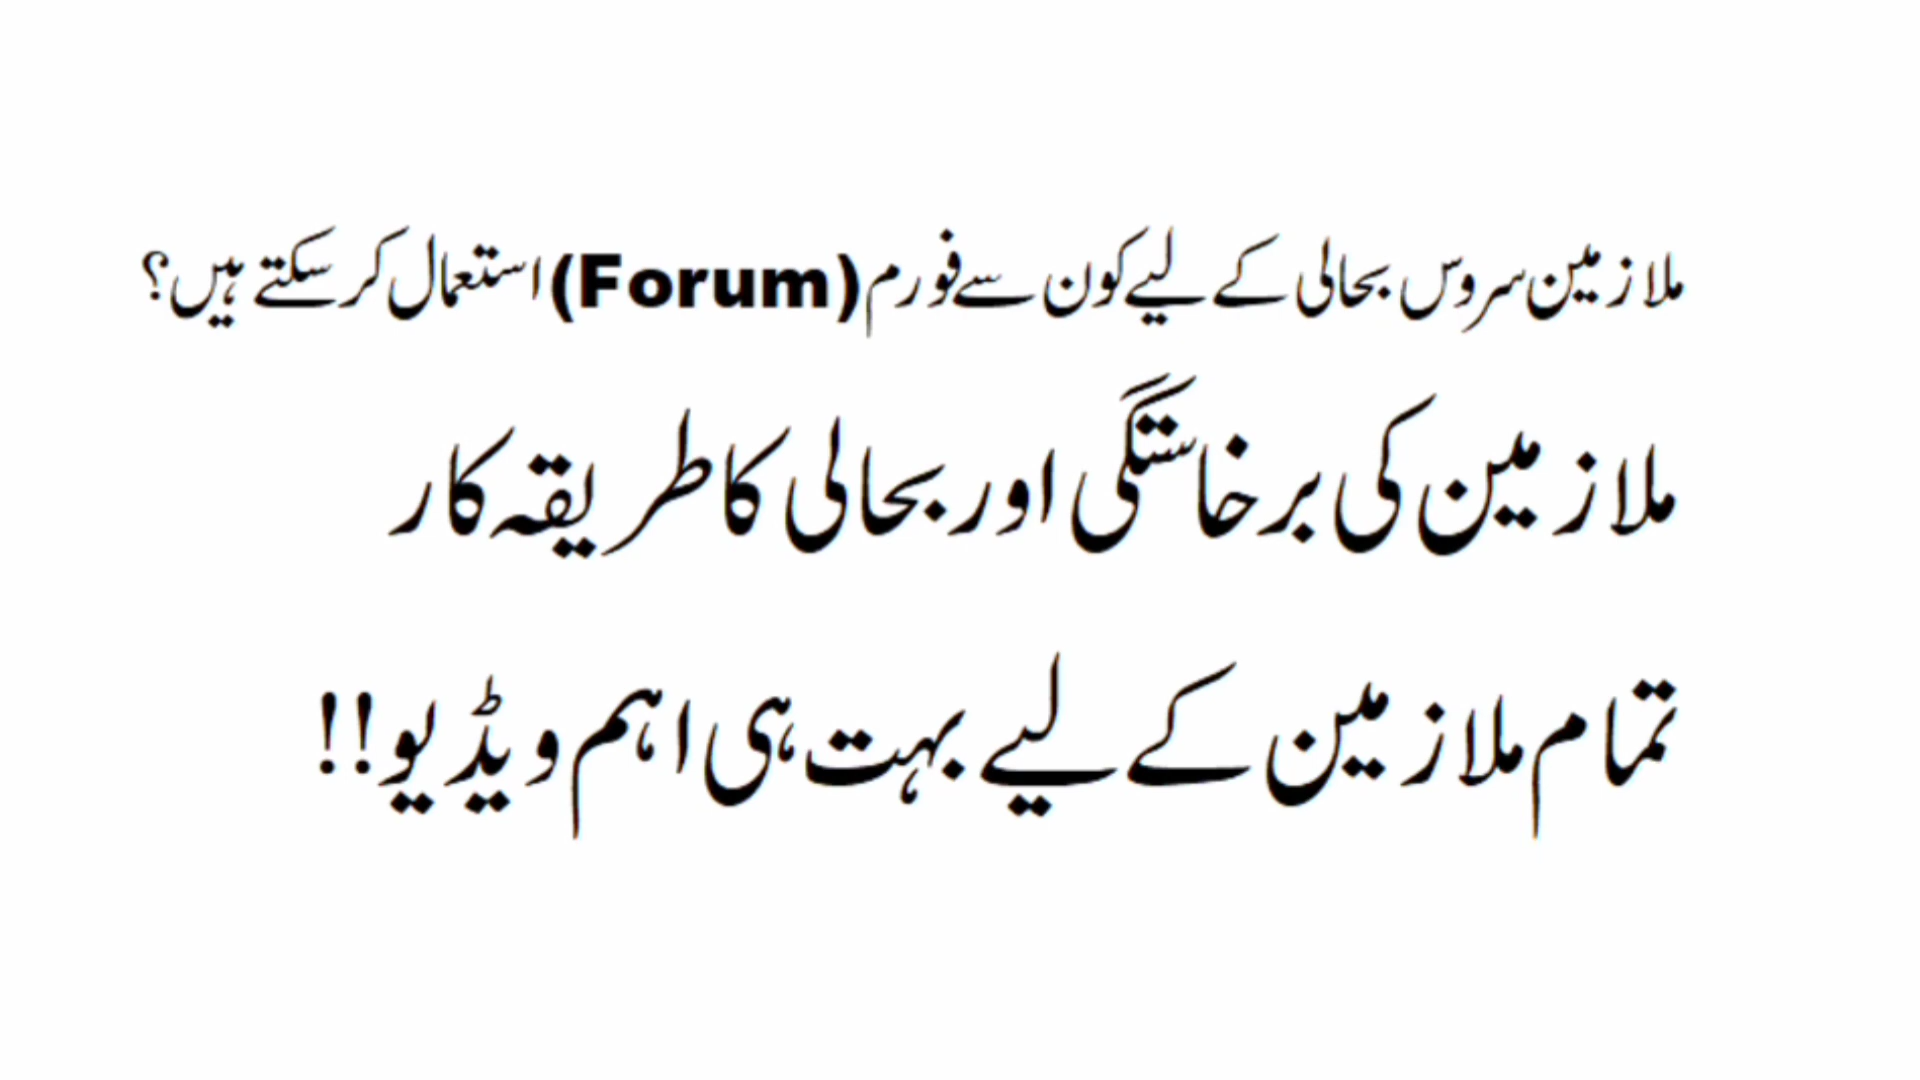 ملازمین سروس بحالی کے لیے کون سے فورم (Forum) استعمال کر سکتے ہیں؟
ملازمین کی برخاستگی اور بحالی کا طریقہ کار
تمام ملازمین کے لیے بہت ہی اہم ویڈیو!!